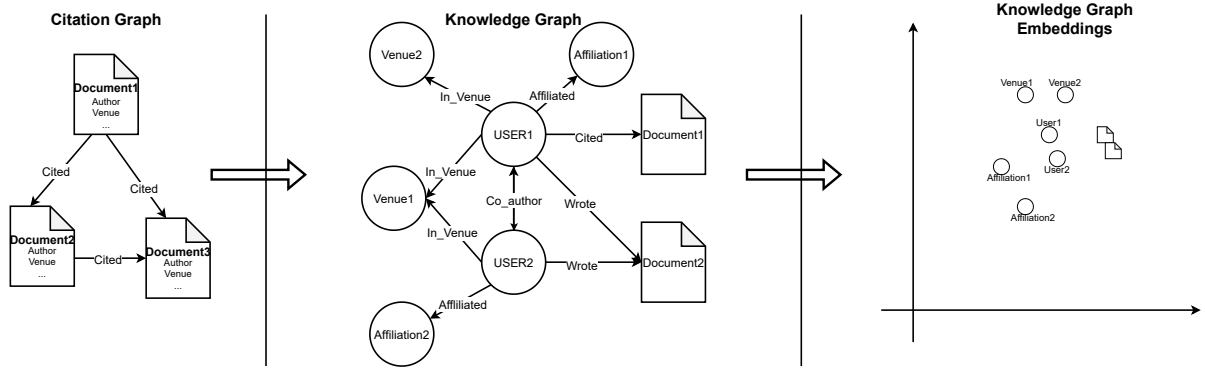 Citation Graph
Document1
Author
Venue
...
Cited
Cited
Document2
Author
Venue
...
Cited
Document3
Author
Venue
...
Knowledge Graph
Venue2
Affiliation1
In_Venue
Affiliated
USER1
Cited
Document1
In_Venue
Venue1
Co_author
Wrote
In_Venue
USER2
Wrote
Document2
Affliliated
Affiliation2
Knowledge Graph
Embeddings
Venue1
Venue2
User1
User2
Affiliation1
Affiliation2